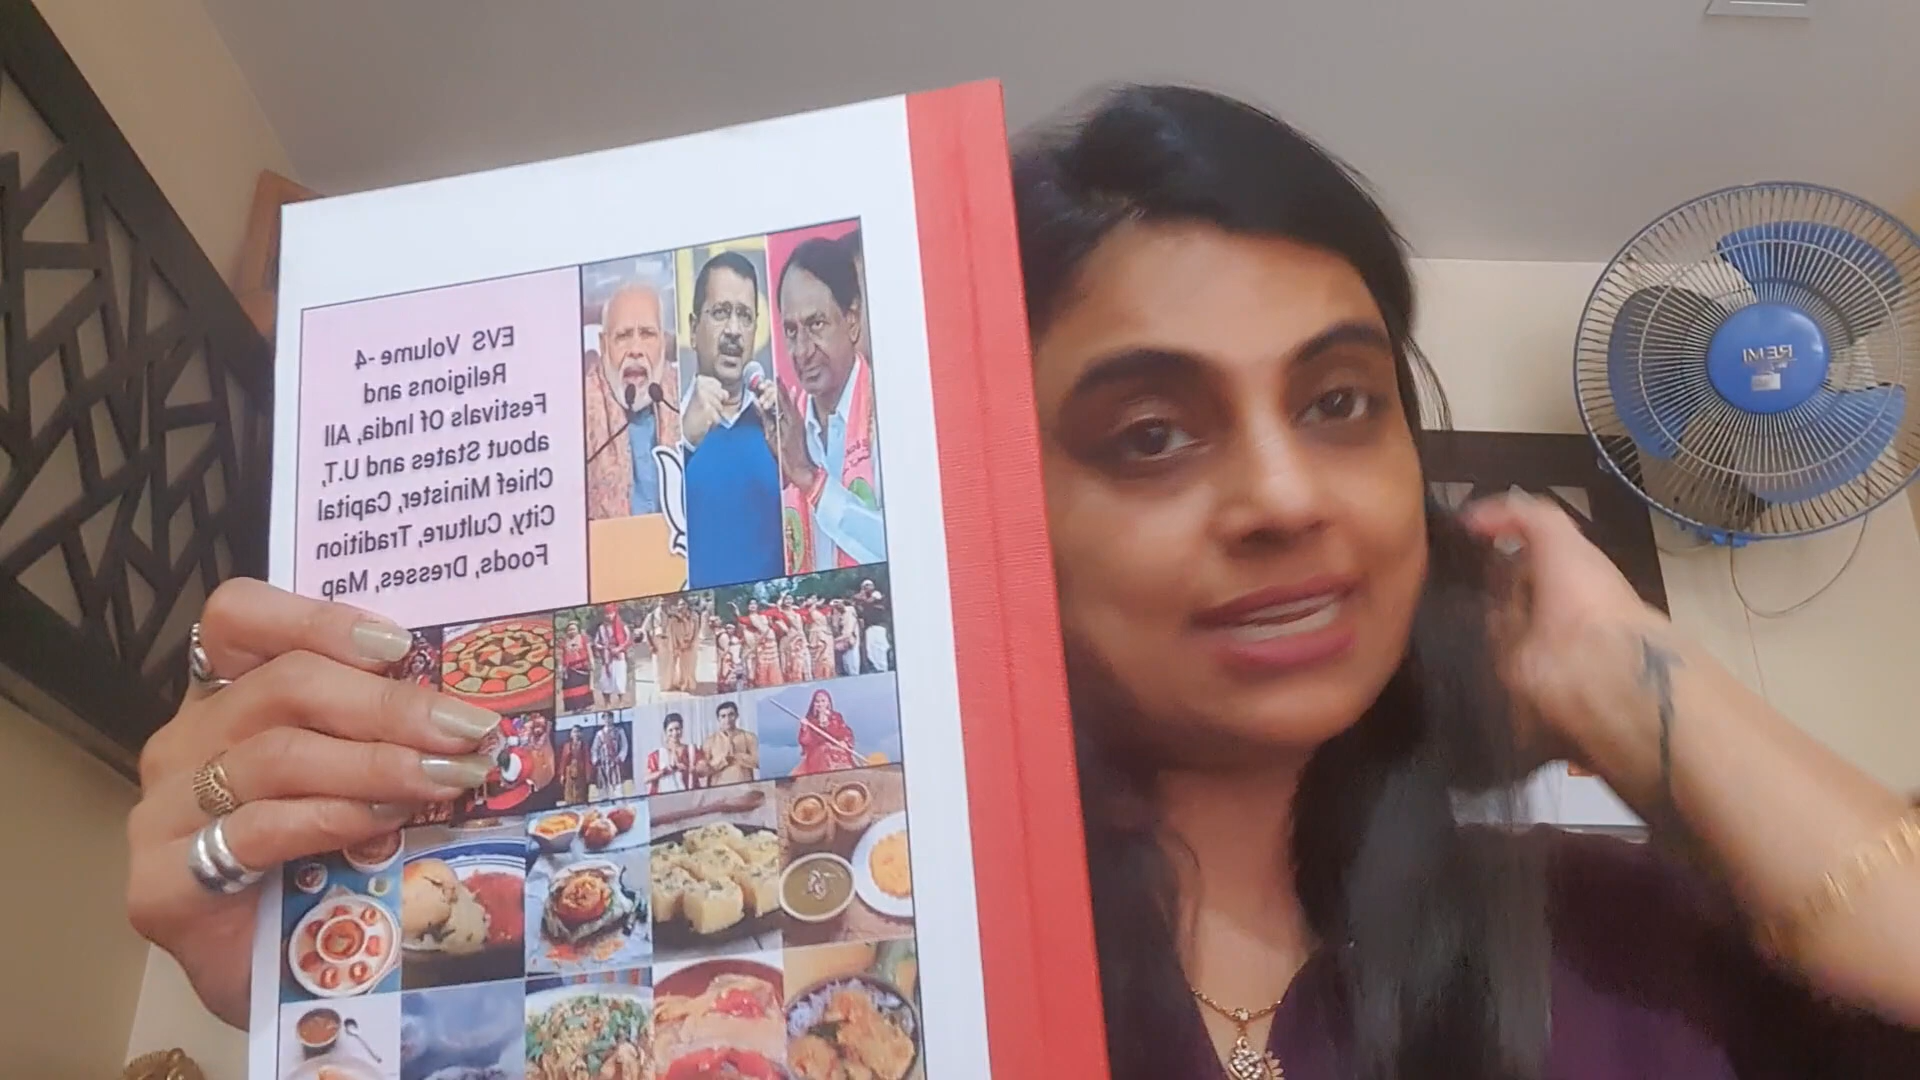 EVS Volume -4
Religions and
Festivals Of India, All
about States and U.T,
Chief Minister, Capital
City, Culture, Tradition
Foods, Dresses, Map
REMI